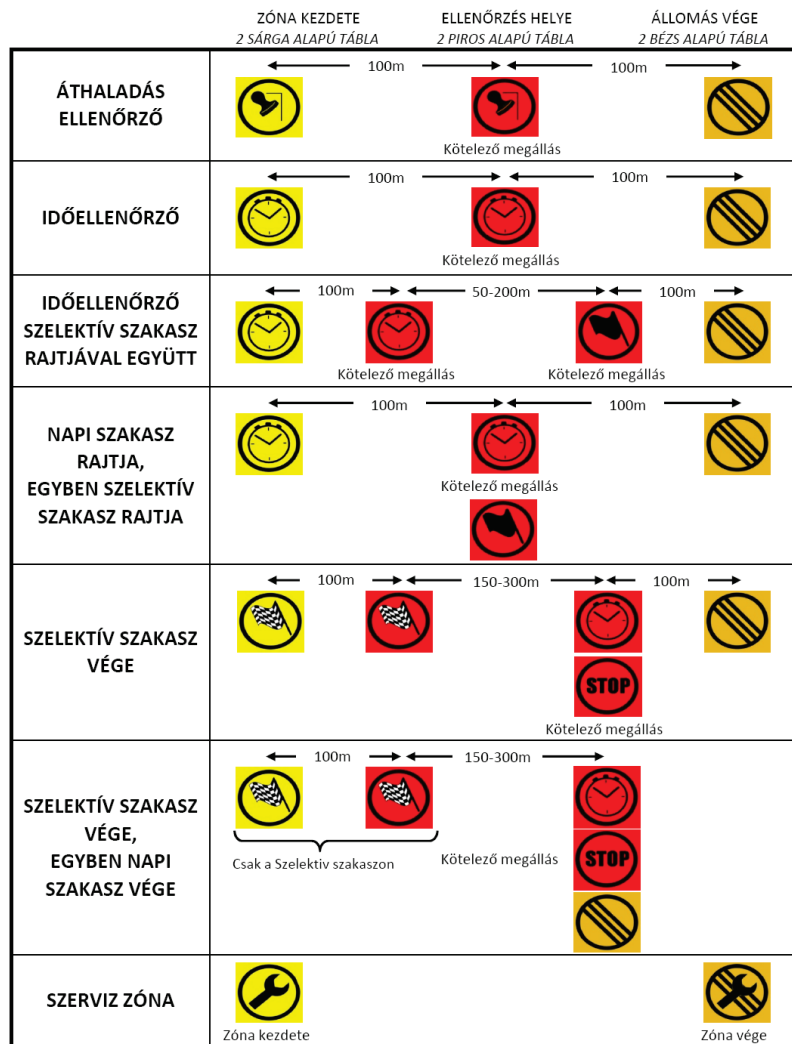 ZÓNA KEZDETE
2 SÁRGA ALAPÚ TÁBLA
ELLENŐRZÉS HELYE
2 PIROS ALAPÚ TÁBLA
ÁLLOMÁS VÉGE
2 BÉZS ALAPÚ TÁBLA
ÁTHALADÁS
ELLENŐRZŐ
100m
100m
Kötelező megállás
IDŐELLENŐRZŐ
100m
100m
Kötelező megállás
IDŐELLENŐRZŐ
SZELEKTÍV SZAKASZ
RAJTJÁVAL EGYÜTT
100m
50-200m
100m
Kötelező megállás
Kötelező megállás
NAPI SZAKASZ
RAJTJA,
EGYBEN SZELEKTÍV
SZAKASZ RAJTJA
100m
100m
Kötelező megállás
SZELEKTÍV SZAKASZ
VÉGE
100m
150-300m
100m
STOP
Kötelező megállás
SZELEKTÍV SZAKASZ
VÉGE,
EGYBEN NAPI
SZAKASZ VÉGE
100m
150-300m
Csak a Szelektiv szakaszon
Kötelező megállás
STOP
SZERVIZ ZÓNA
Zóna kezdete
Zóna vége